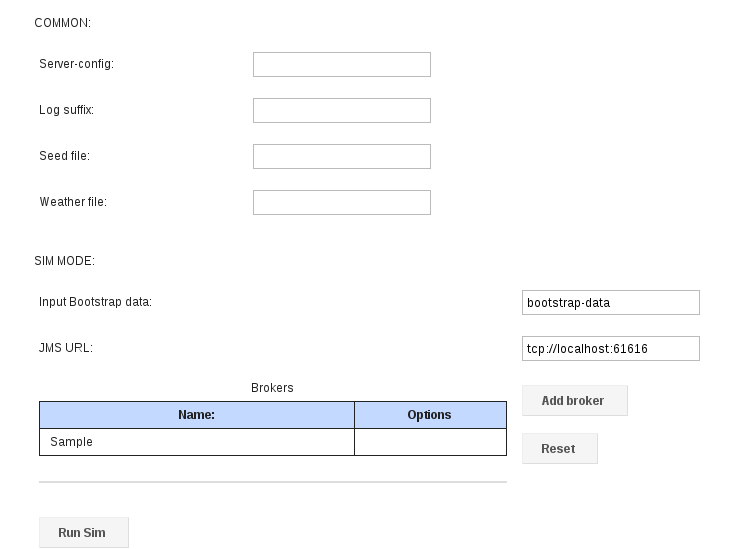 COMMON:
Server-config:
Log suffix:
Seed file:
Weather file:
SIM MODE:
Input Bootstrap data: bootstrap-data
JMS URL: tcp://localhost:61616
Brokers
Add broker
Name: Options
Sample
Reset
Run Sim